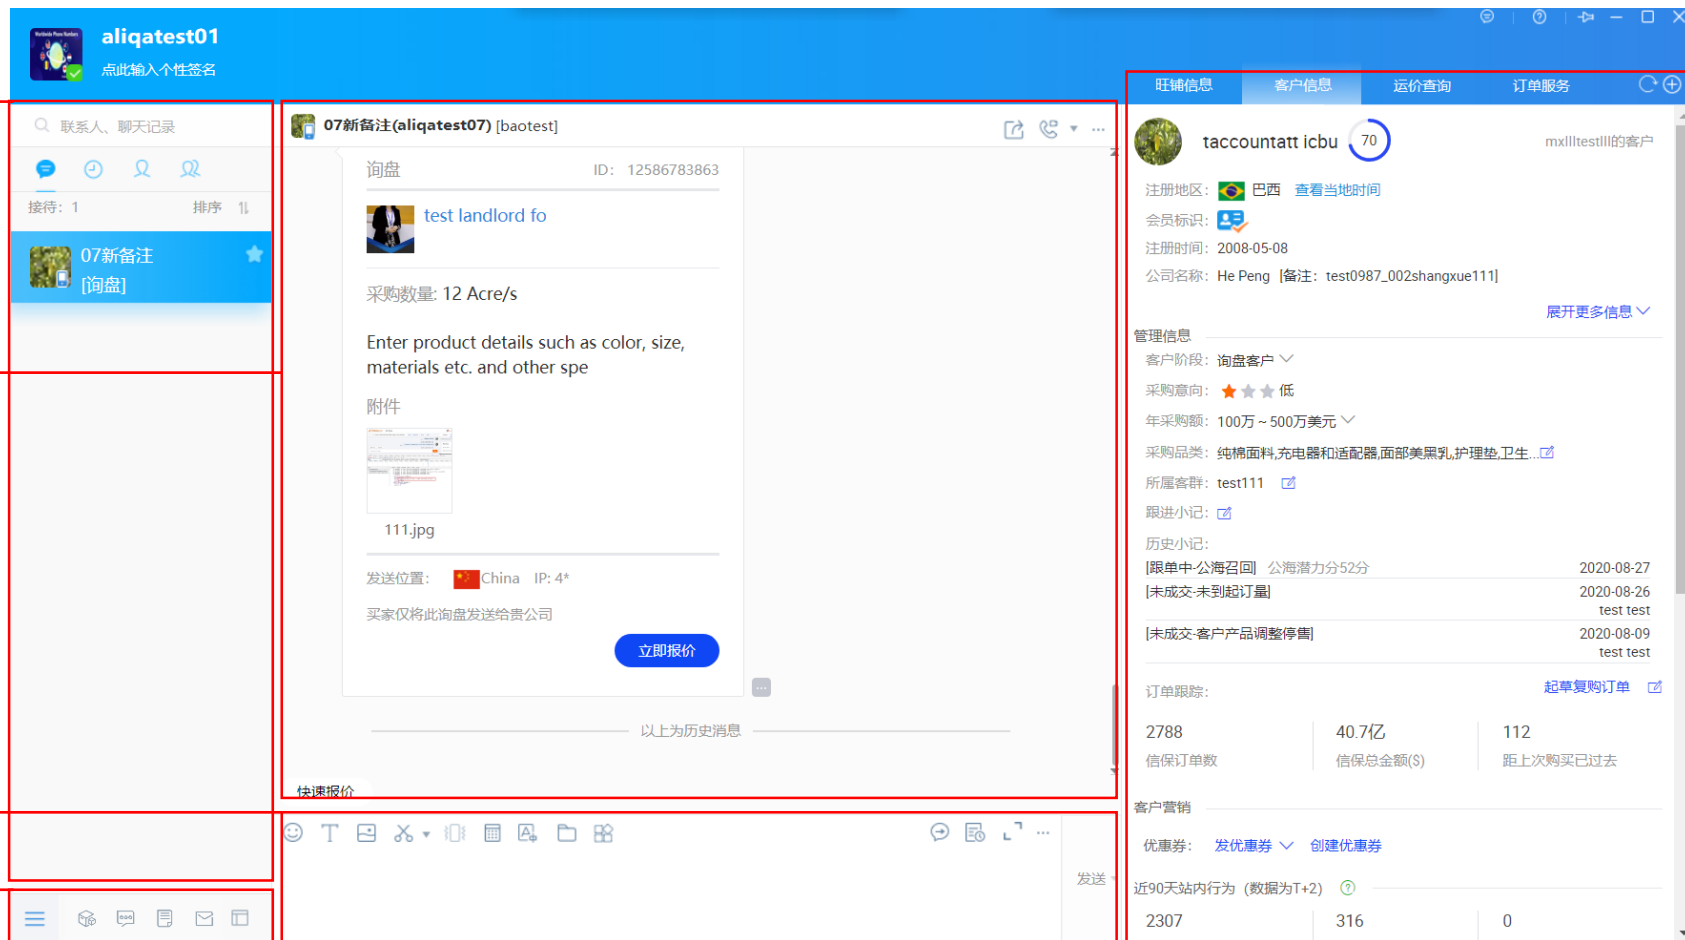 aliqatest01
点此输入个性签名
旺铺信息
客户信息
运价查询
订单服务
联系人、聊天记录
接待：1
排序
07新备注
[询盘]
07新备注(aliqatest07) [baotest]
询盘
ID： 12586783863
test landlord fo
采购数量: 12 Acre/s
Enter product details such as color, size,
materials etc. and other spe
附件
111.jpg
发送位置：
China IP: 4*
买家仅将此询盘发送给贵公司
立即报价
以上为历史消息
快速报价
发送
taccountatt icbu
70
mxllltestlll的客户
注册地区：
巴西 查看当地时间
会员标识：
注册时间：2008-05-08
公司名称：He Peng [备注：test0987_002shangxue111]
展开更多信息
管理信息
客户阶段：询盘客户
采购意向：
低
年采购额：100万 ~ 500万美元
采购品类：纯棉面料,充电器和适配器,面部美黑乳,护理垫,卫生...
所属客群：test111
跟进小记：
历史小记：
[跟单中-公海召回] 公海潜力分52分 2020-08-27
[未成交-未到起订量] 2020-08-26
test test
[未成交-客户产品调整停售] 2020-08-09
test test
订单跟踪：
起草复购订单
2788 40.7亿 112
信保订单数 信保总金额($) 距上次购买已过去
客户营销
优惠券： 发优惠券 创建优惠券
近90天站内行为 (数据为T+2)
2307 316 0